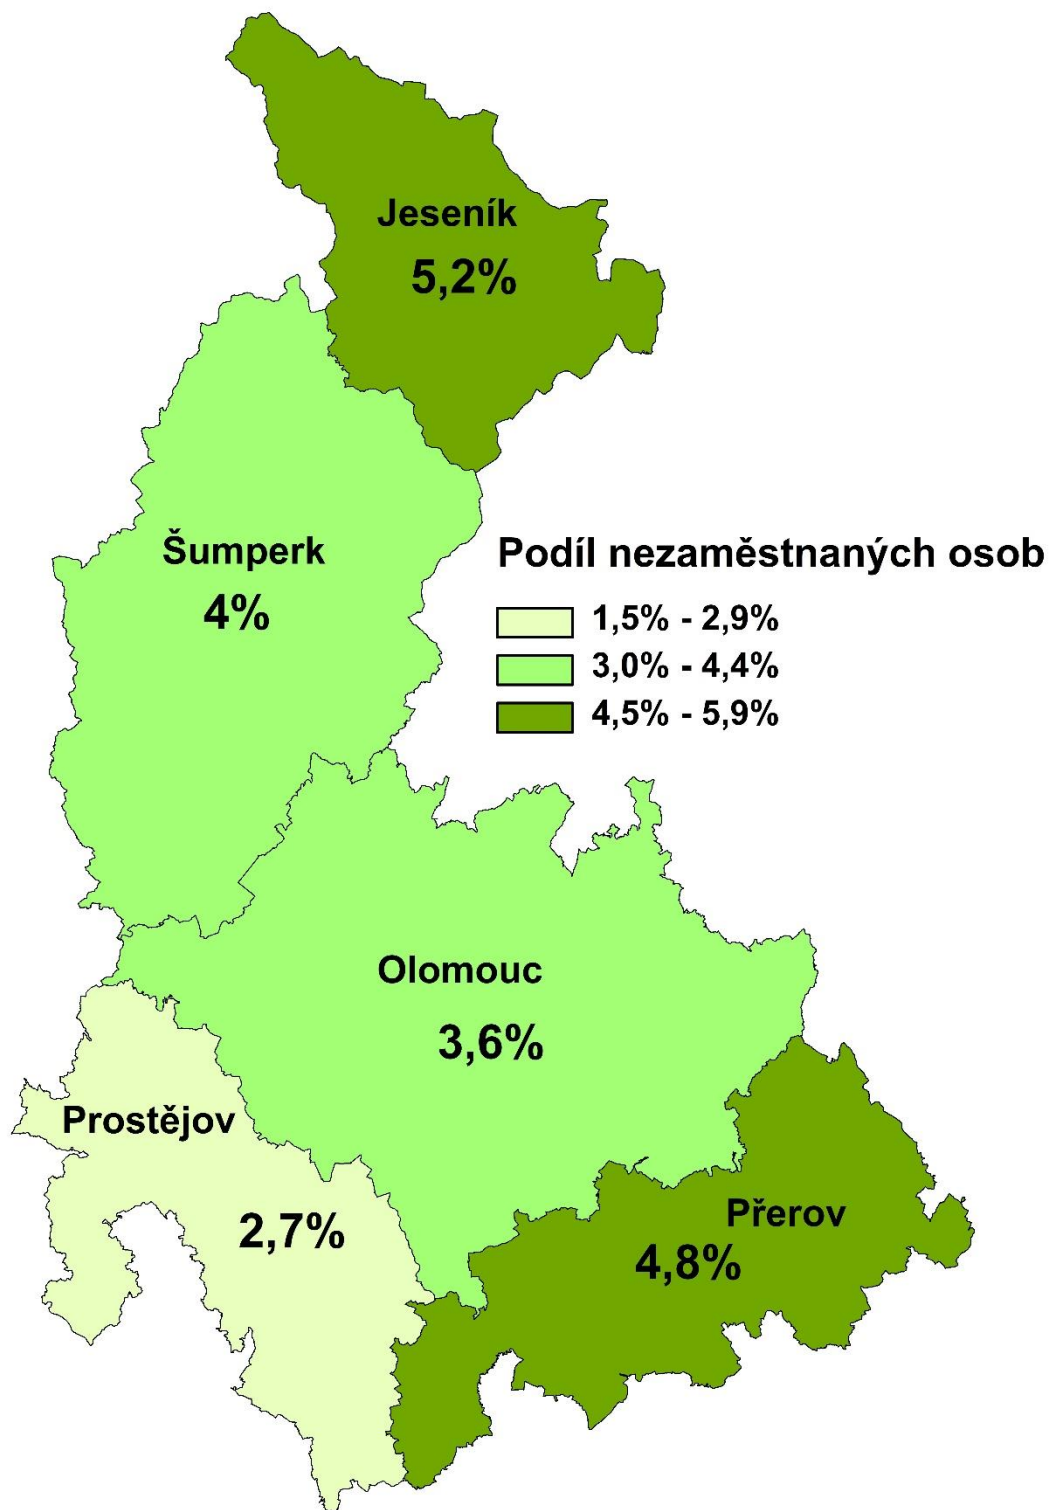 Jeseník
5,2%
Šumperk
4%
Podíl nezaměstnaných osob
1,5% - 2,9%
3,0% - 4,4%
4,5% - 5,9%
Olomouc
3,6%
Prostějov
2,7%
Přerov
4,8%